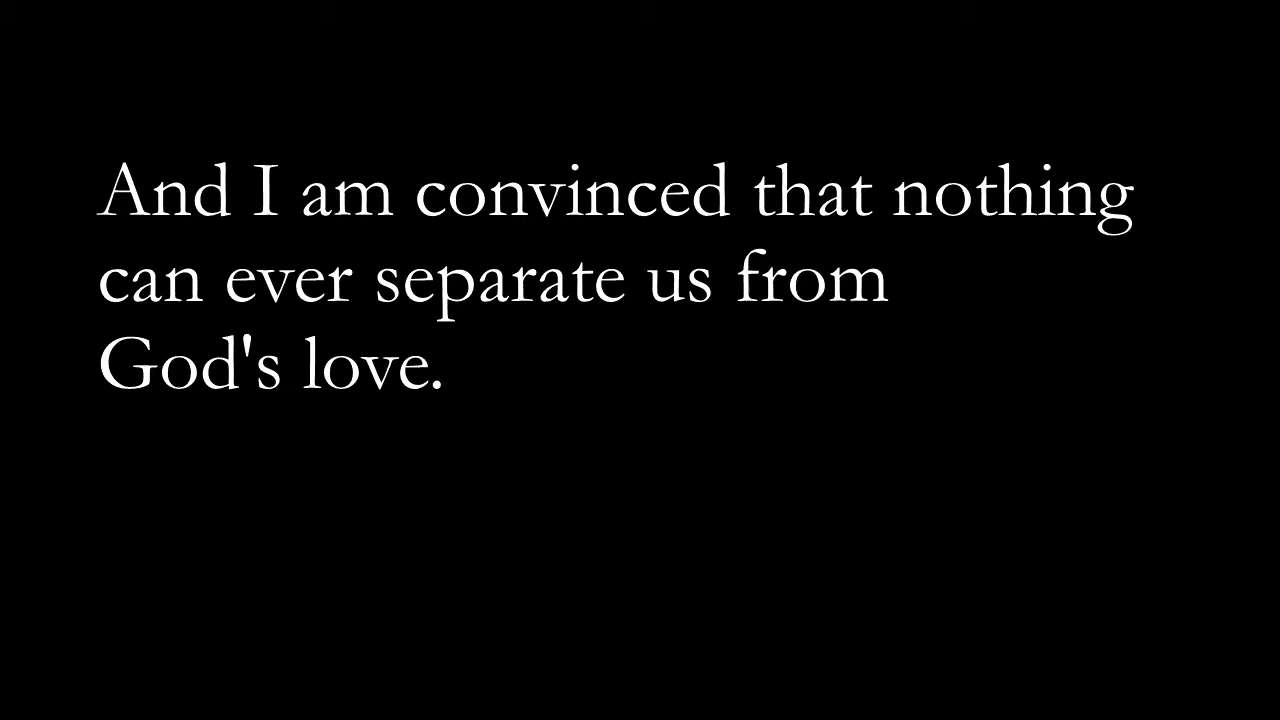 And I am convinced that nothing
can ever separate us from
God's love.